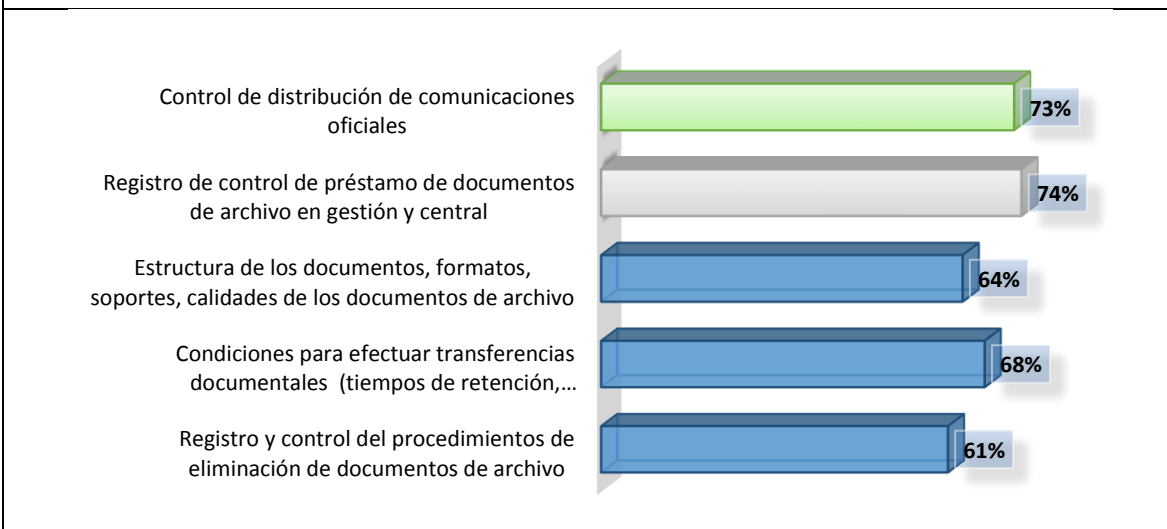 Control de distribución de comunicaciones
oficiales
73%
Registro de control de préstamo de documentos
de archivo en gestión y central
74%
Estructura de los documentos, formatos,
soportes, calidades de los documentos de archivo
64%
Condiciones para efectuar transferencias
documentales  (tiempos de retención,...
68%
Registro y control del procedimientos de
eliminación de documentos de archivo
61%